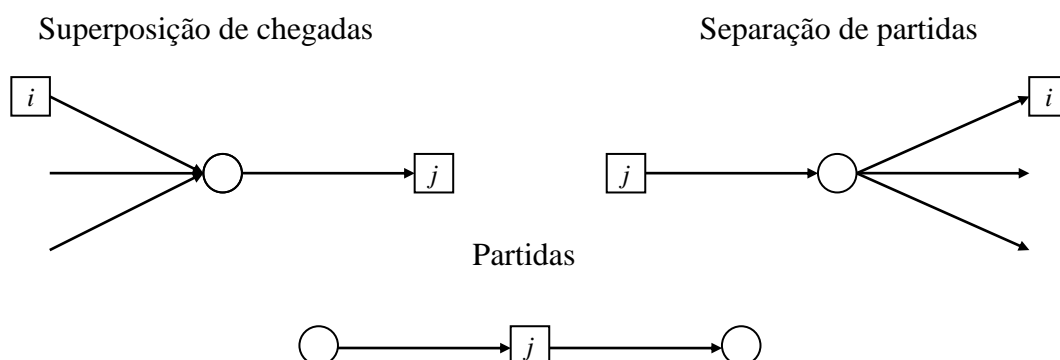 Superposição de chegadas
Separação de partidas
i
i
j
j
Partidas
j